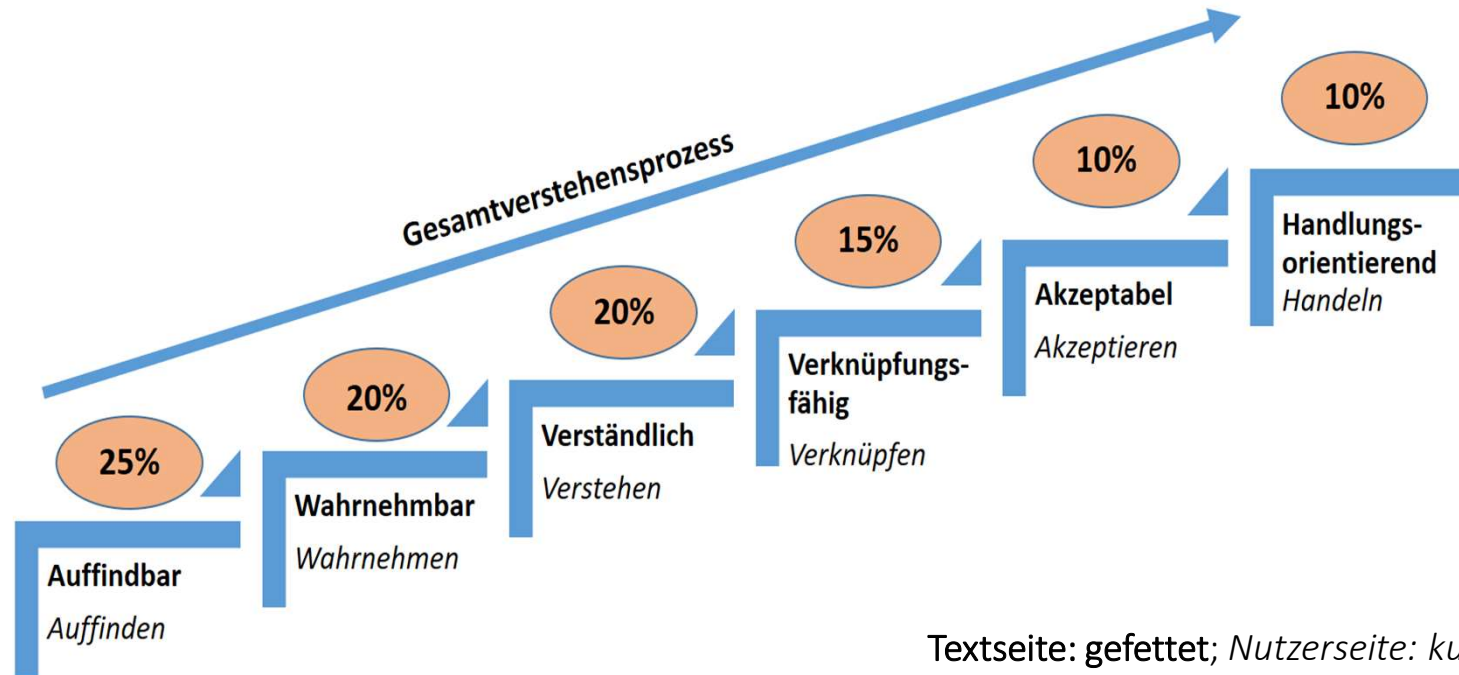 Gesamtverstehensprozess
25%
Auffindbar
Auffinden
20%
Wahrnehmbar
Wahrnehmen
20%
Verständlich
Verstehen
15%
Verknüpfungs-
fähig
Verknüpfen
10%
Akzeptabel
Akzeptieren
10%
Handlungs-
orientierend
Handeln
Textseite: gefettet; Nutzerseite: